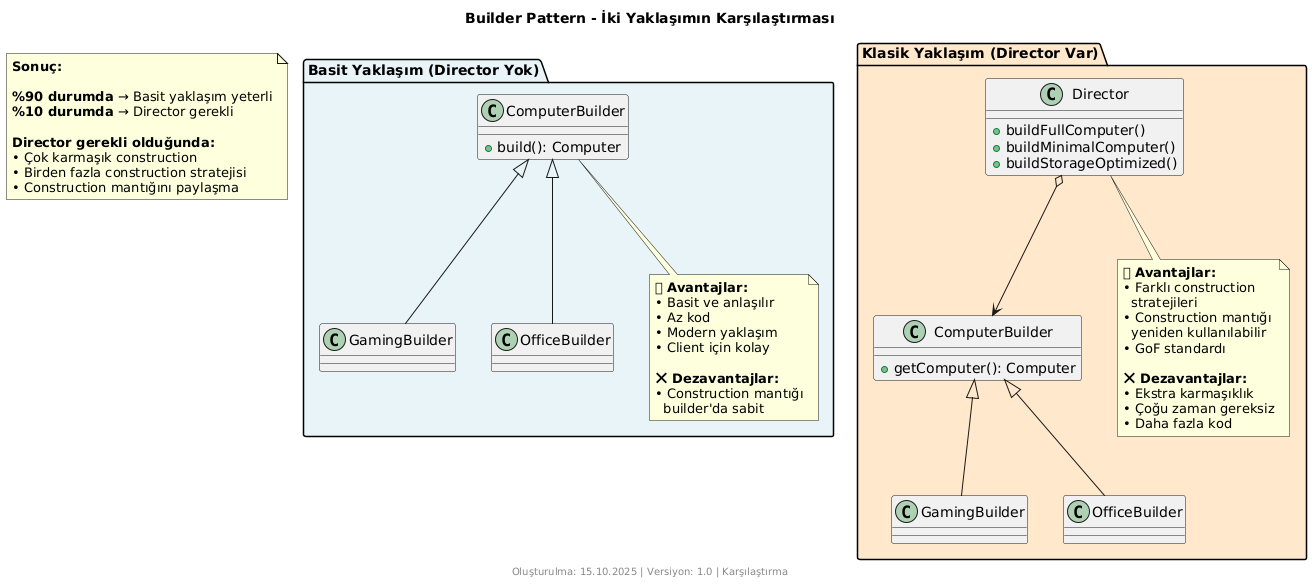 Builder Pattern - İki Yaklaşımın Karşılaştırması
Sonuç:
%90 durumda → Basit yaklaşım yeterli
%10 durumda → Director gerekli
Director gerekli olduğunda:
• Çok karmaşık construction
• Birden fazla construction stratejisi
• Construction mantığını paylaşma
Basit Yaklaşım (Director Yok)
C ComputerBuilder
build(): Computer
C GamingBuilder
C OfficeBuilder
Avantajlar:
• Basit ve anlaşılır
• Az kod
• Modern yaklaşım
• Client için kolay
❌ Dezavantajlar:
• Construction mantığı
builder'da sabit
Klasik Yaklaşım (Director Var)
C Director
buildFullComputer()
buildMinimalComputer()
buildStorageOptimized()
Avantajlar:
• Farklı construction
stratejileri
• Construction mantığı
yeniden kullanılabilir
• GoF standardı
❌ Dezavantajlar:
• Ekstra karmaşıklık
• Çoğu zaman gereksiz
• Daha fazla kod
C ComputerBuilder
getComputer(): Computer
C GamingBuilder
C OfficeBuilder
Oluşturulma: 15.10.2025 | Versiyon: 1.0 | Karşılaştırma